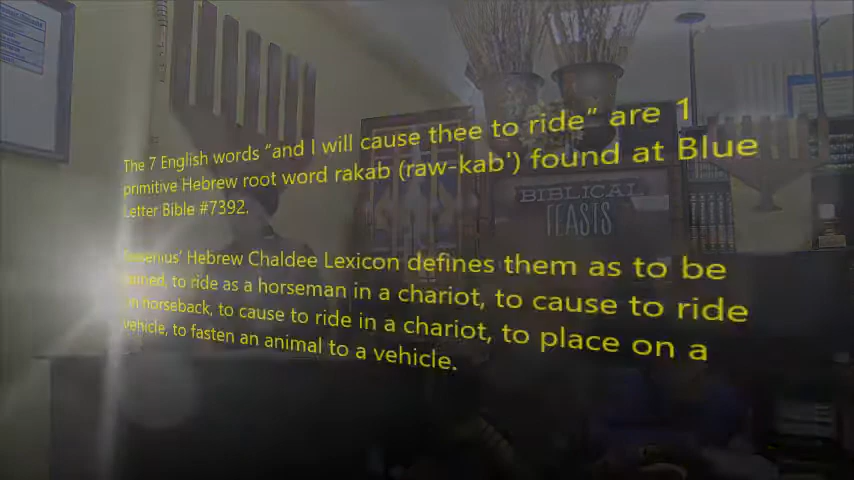 The 7 English words “and I will cause thee to ride” are 1
primitive Hebrew root word rakab (raw-kab') found at Blue
Letter Bible #7392.
Hebrew Chaldee Lexicon defines them as to be
to ride as a horseman in a chariot, to cause to ride
horseback, to cause to ride in a chariot, to place on a
vehicle, to fasten an animal to a vehicle.
BIBLICAL
FEASTS